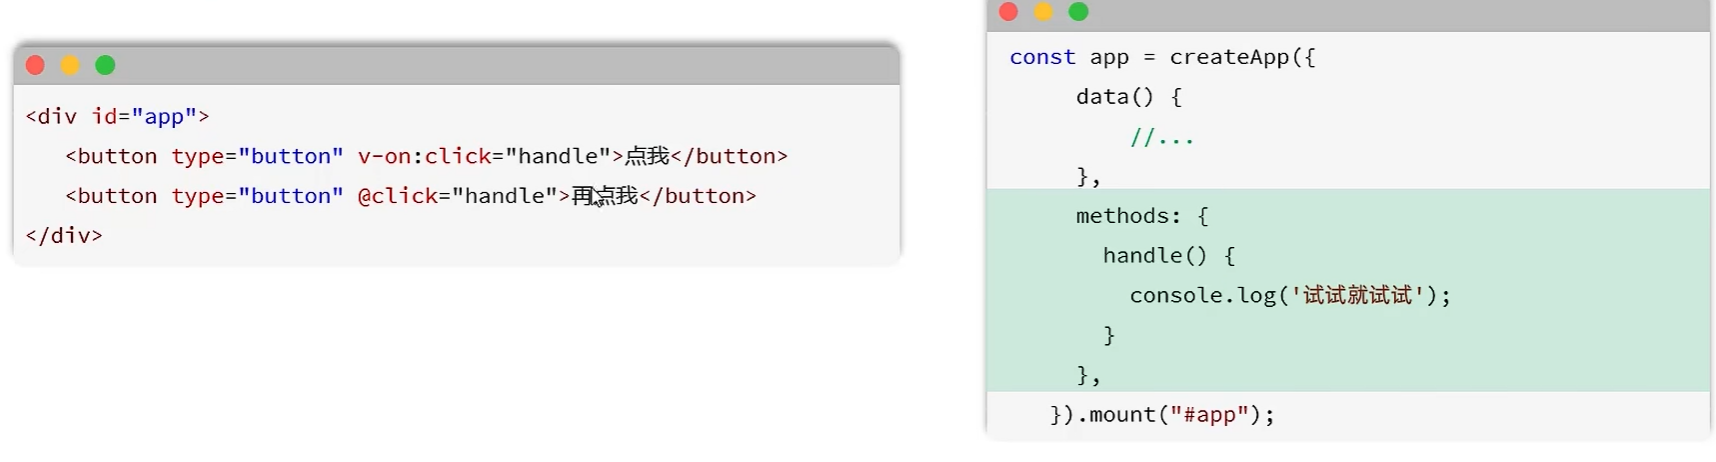 <div id="app">
<button type="button" v-on:click="handle">点我</button>
<button type="button" @click="handle">再点我</button>
</div>
const app = createApp({
data() {
//...
},
methods: {
handle() {
console.log('试试就试试');
}
},
}).mount("#app");